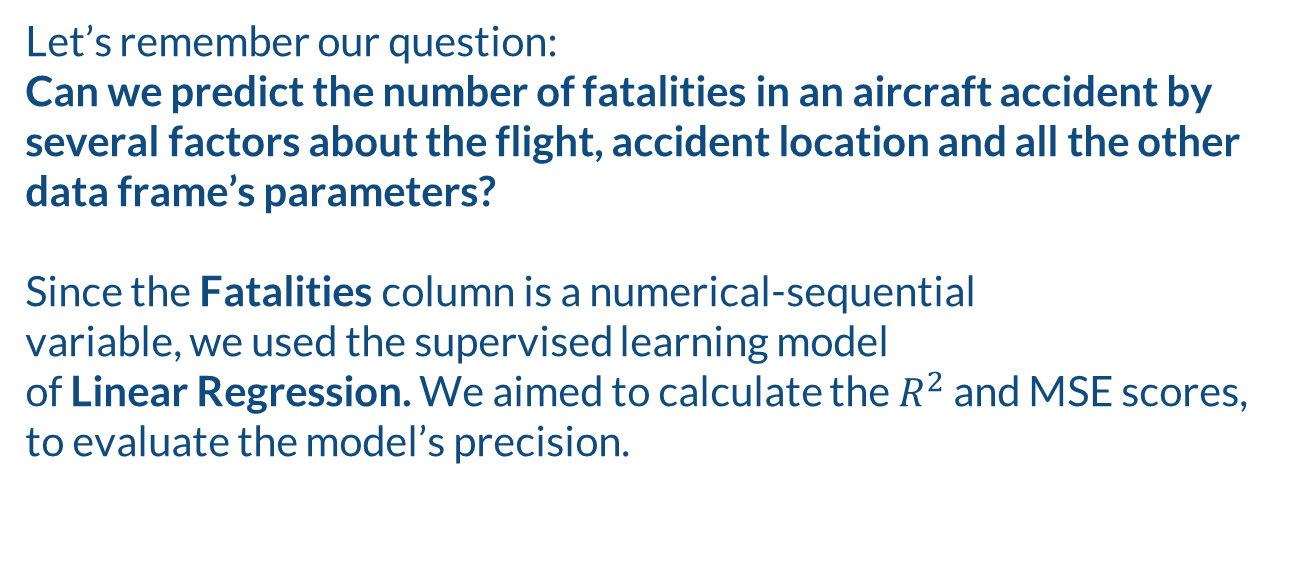 Let’s remember our question:
Can we predict the number of fatalities in an aircraft accident by
several factors about the flight, accident location and all the other
data frame’s parameters?
Since the Fatalities column is a numerical-sequential
variable, we used the supervised learning model
of Linear Regression. We aimed to calculate the R² and MSE scores,
to evaluate the model’s precision.